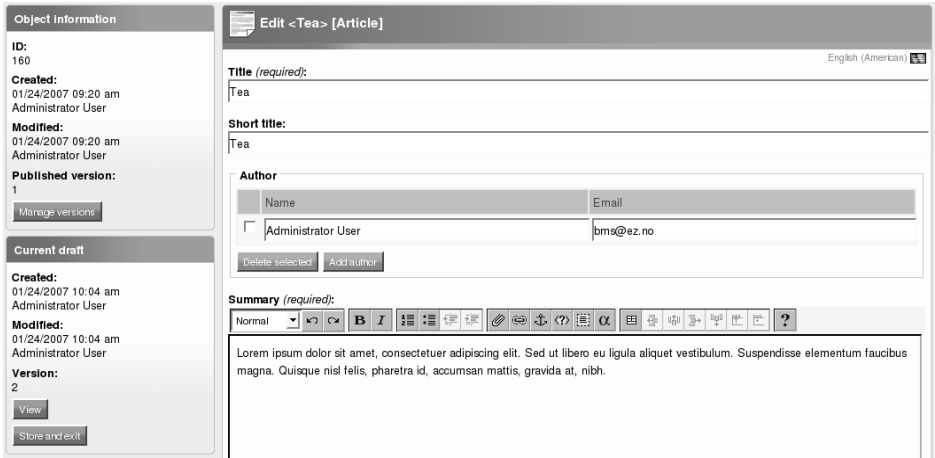 Object information
ID:
160
Created:
01/24/2007 09:20 am
Administrator User
Modified:
01/24/2007 09:20 am
Administrator User
Published version:
1
Manage versions
Current draft
Created:
01/24/2007 10:04 am
Administrator User
Modified:
01/24/2007 10:04 am
Administrator User
Version:
2
View
Store and exit
Edit <Tea> [Article]
English (American)
Title (required):
Tea
Short title:
Tea
Author
Name Email
Administrator User bms@ez.no
Delete selected Add author
Summary (required):
Normal B I α ?
Lorem ipsum dolor sit amet, consectetuer adipiscing elit. Sed ut libero eu ligula aliquet vestibulum. Suspendisse elementum faucibus
magna. Quisque nisl felis, pharetra id, accumsan mattis, gravida at, nibh.